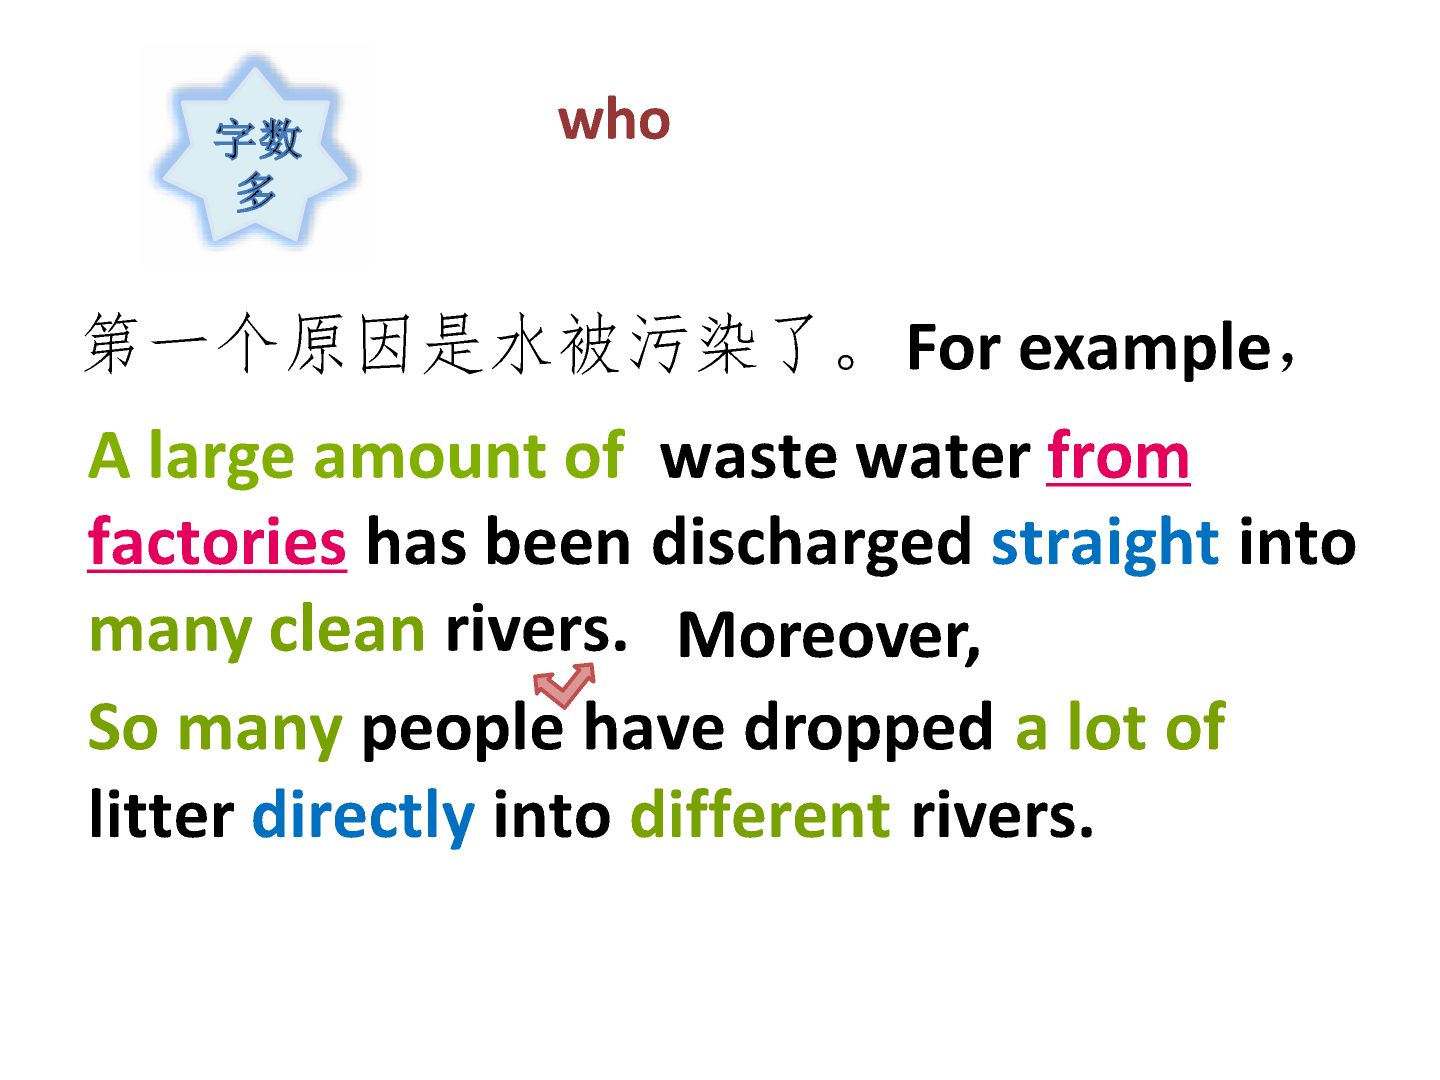 字数
多
who
第一个原因是水被污染了。 For example，
A large amount of waste water from
factories has been discharged straight into
many clean rivers. Moreover,
So many people have dropped a lot of
litter directly into different rivers.